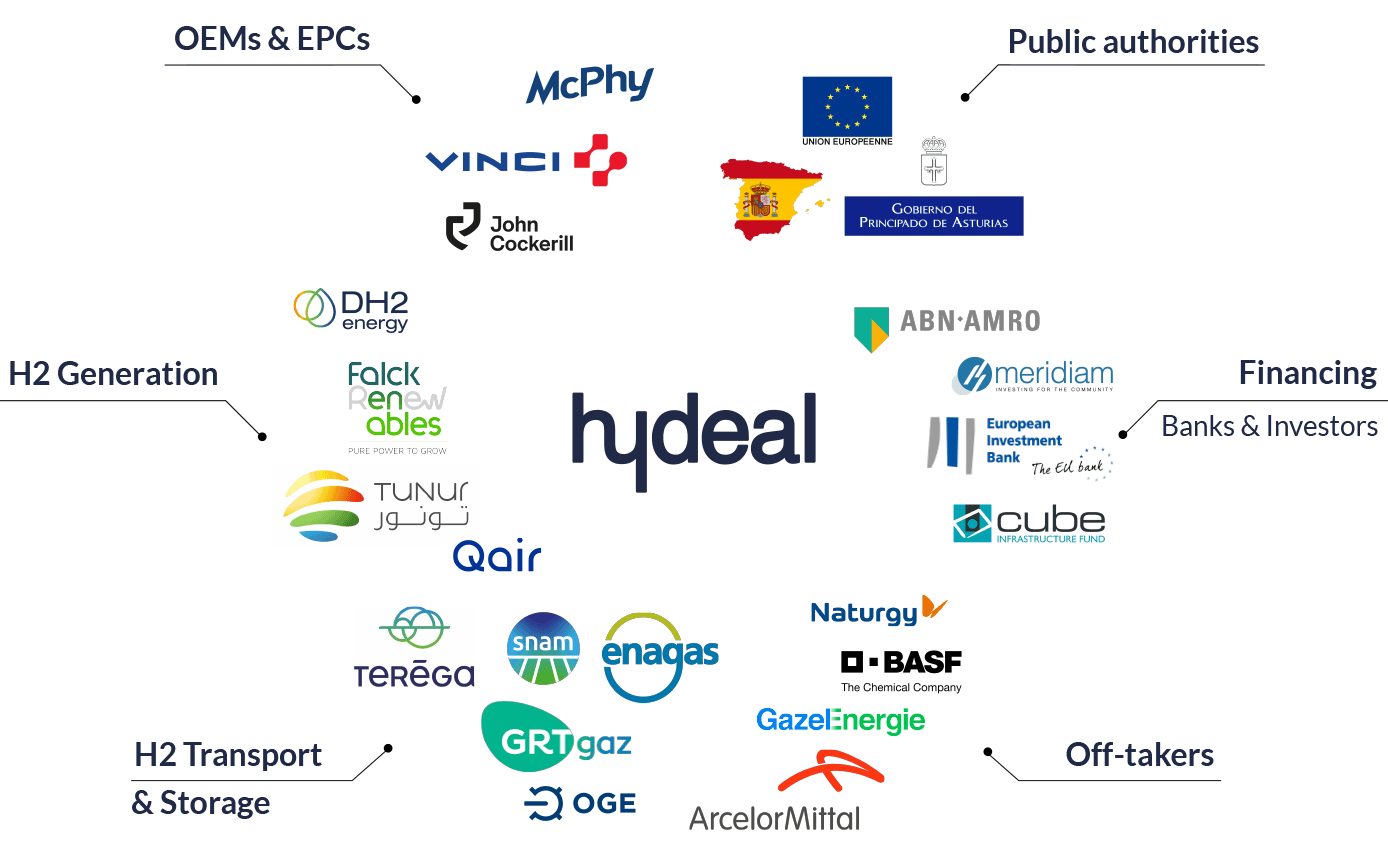 OEMs & EPCs
McPhy
VINCI
John
Cockerill
Public authorities
UNION EUROPEENNE
GOBIERNO DEL
PRINCIPADO DE ASTURIAS
H2 Generation
DH2
energy
Falck
Renew
ables
PURE POWER TO GROW
TUNUR
تونور
Qair
hydeal
ABN·AMRO
meridiam
INVESTING FOR THE COMMUNITY
European
Investment
Bank
The EU bank
cube
INFRASTRUCTURE FUND
Financing
Banks & Investors
TERĒGA
snam
enagas
GRTgaz
OGE
H2 Transport
& Storage
Naturgy
BASF
The Chemical Company
GazelEnergie
ArcelorMittal
Off-takers